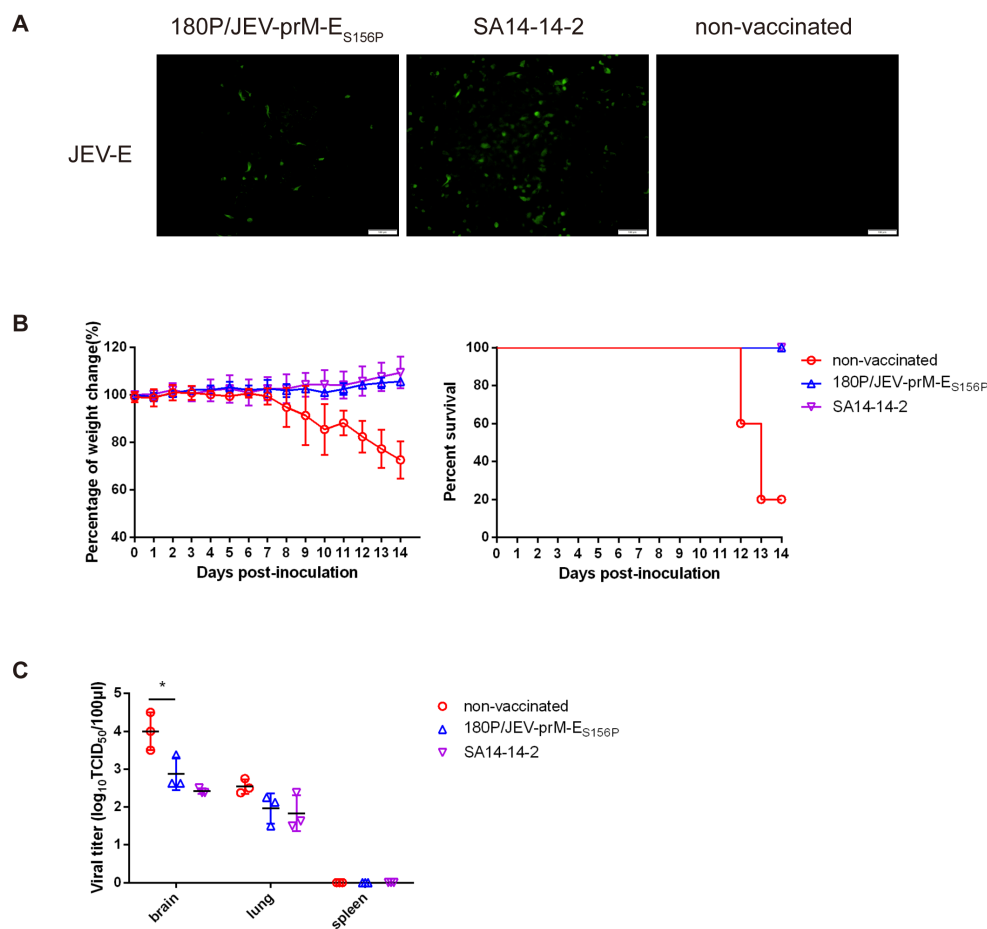 A
180P/JEV-prM-E_S156P
SA14-14-2
non-vaccinated
JEV-E
B
Percentage of weight change(%)
120
100
80
60
40
0 1 2 3 4 5 6 7 8 9 10 11 12 13 14
Days post-inoculation
Percent survival
100
80
60
40
20
0
0 1 2 3 4 5 6 7 8 9 10 11 12 13 14
Days post-inoculation
non-vaccinated
180P/JEV-prM-E_S156P
SA14-14-2
C
Viral titer (log₁₀TCID₅₀/100μl)
5
4
3
2
1
0
*
brain
lung
spleen
non-vaccinated
180P/JEV-prM-E_S156P
SA14-14-2